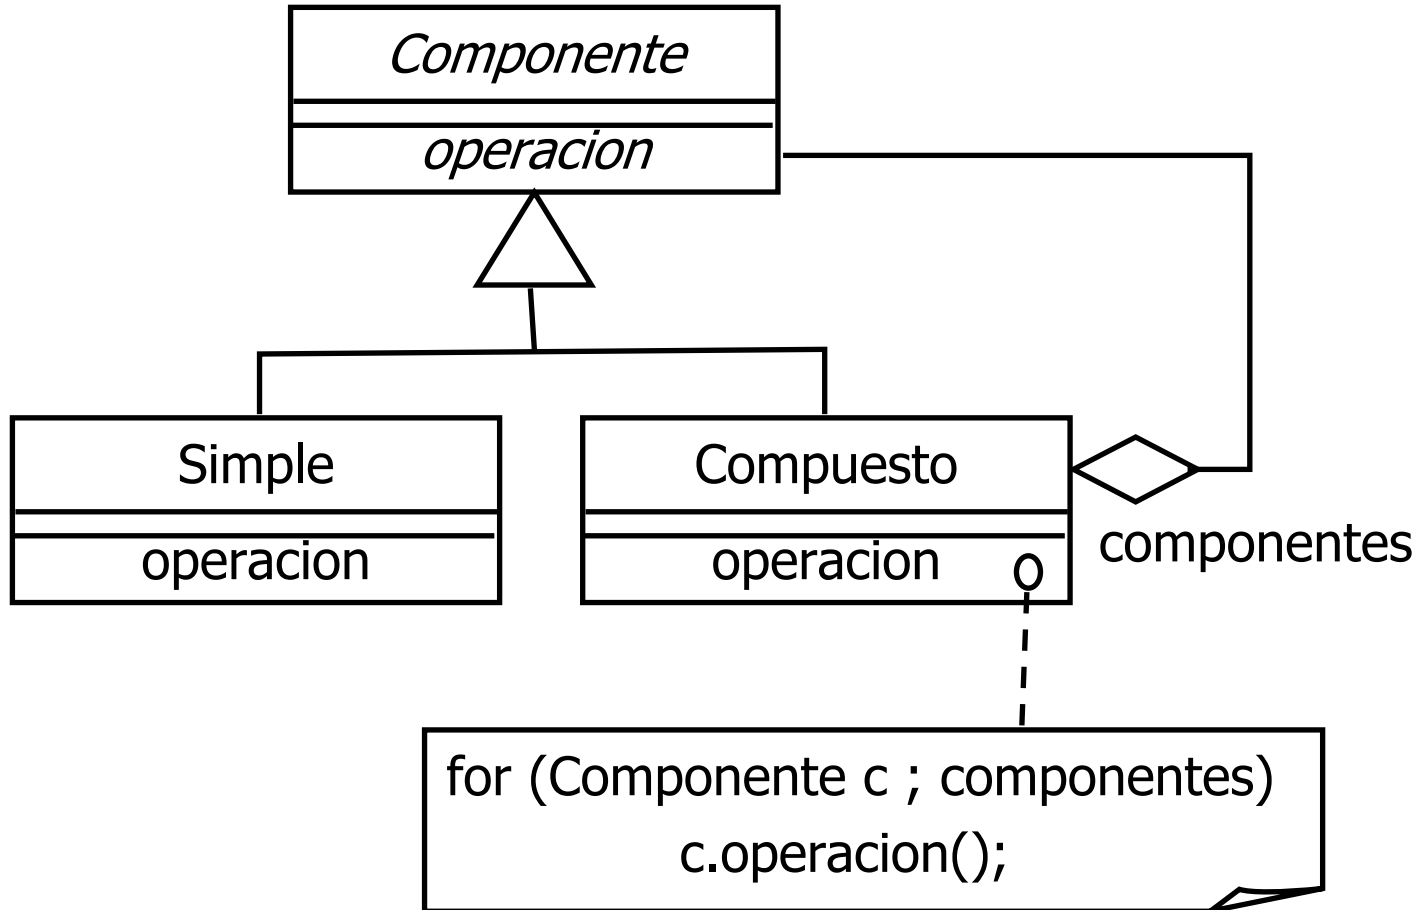 Componente
operacion
Simple
operacion
Compuesto
operacion
componentes
for (Componente c ; componentes)
c.operacion();